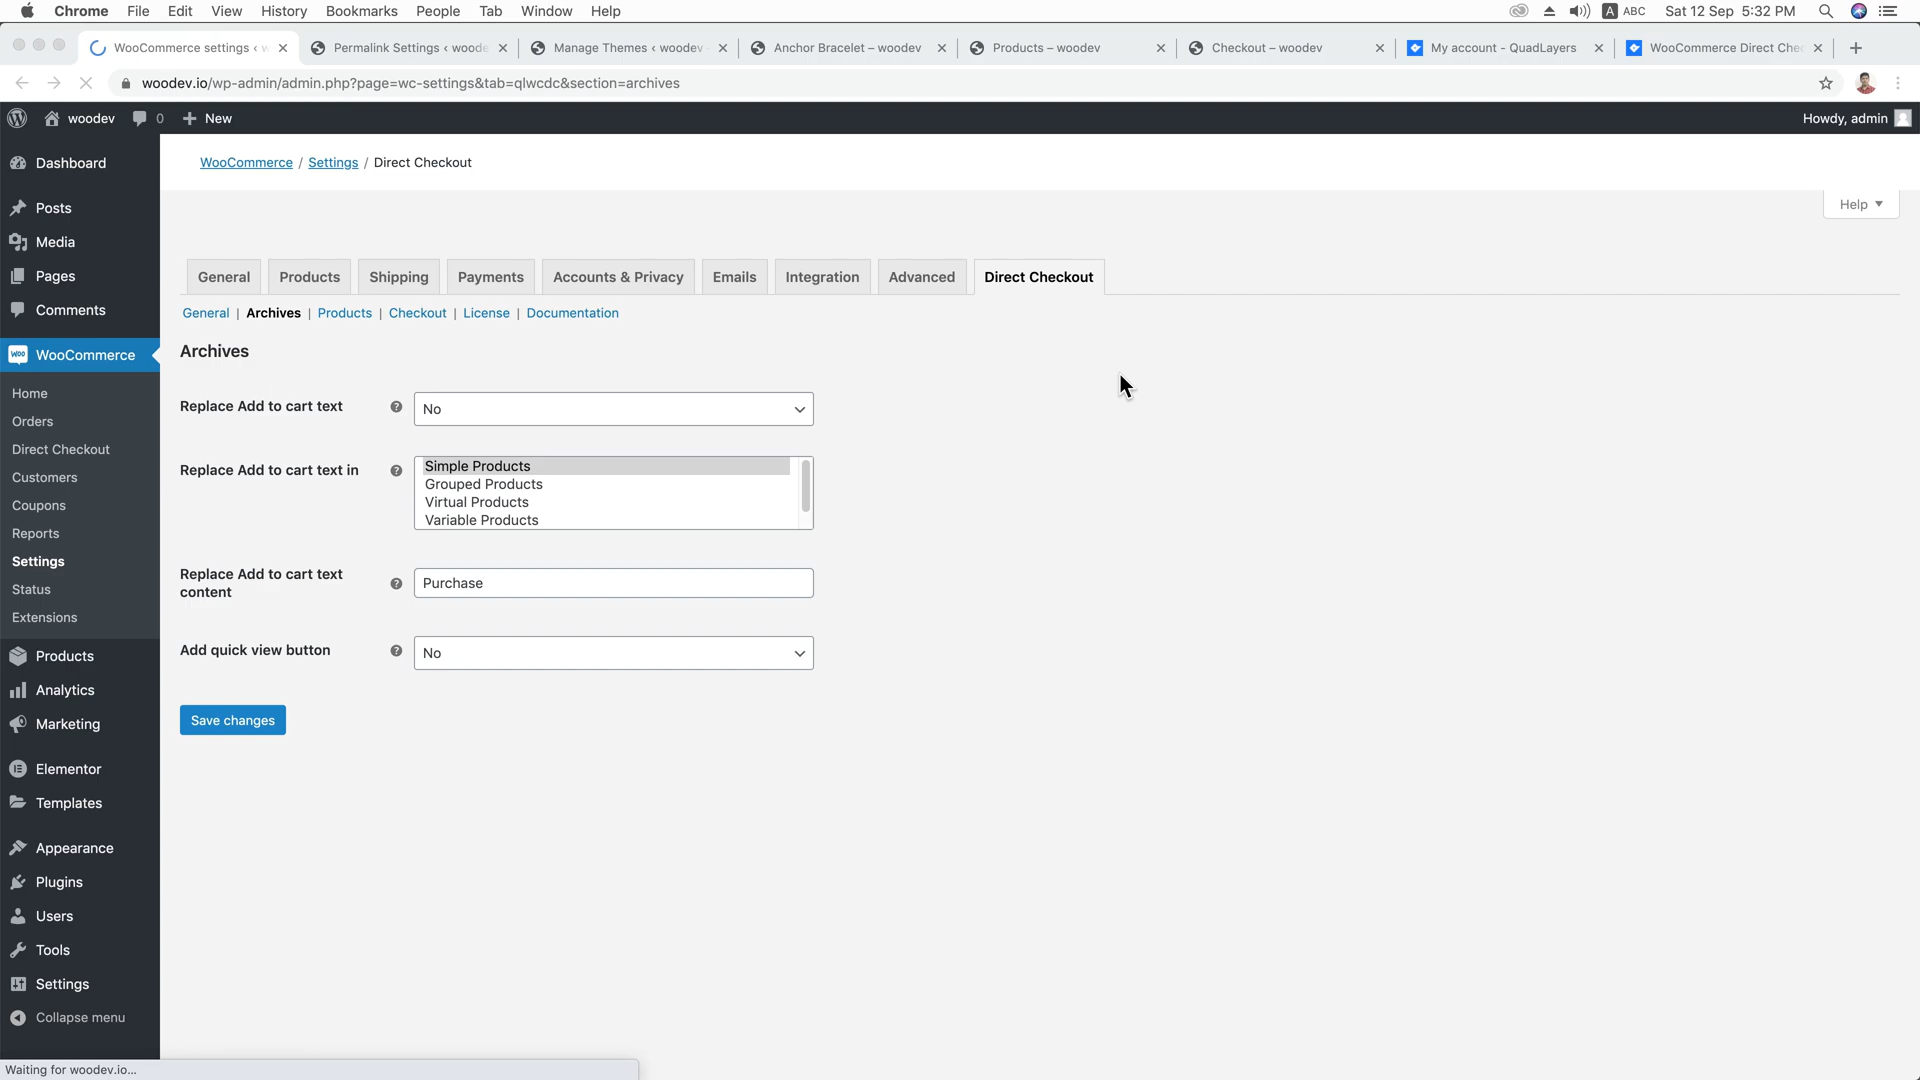 Chrome File Edit View History Bookmarks People Tab Window Help
A ABC Sat 12 Sep 5:32 PM
WooCommerce settings < w
Permalink Settings < woode
Manage Themes < woodev
Anchor Bracelet – woodev
Products – woodev
Checkout – woodev
My account - QuadLayers
WooCommerce Direct Che
woodev.io/wp-admin/admin.php?page=wc-settings&tab=qlwcdc&section=archives
woodev 0 + New
Howdy, admin
WooCommerce / Settings / Direct Checkout
Help
General Products Shipping Payments Accounts & Privacy Emails Integration Advanced Direct Checkout
General | Archives | Products | Checkout | License | Documentation
Archives
Replace Add to cart text
No
Replace Add to cart text in
Simple Products
Grouped Products
Virtual Products
Variable Products
Replace Add to cart text
content
Purchase
Add quick view button
No
Save changes
Dashboard
Posts
Media
Pages
Comments
Woo WooCommerce
Home
Orders
Direct Checkout
Customers
Coupons
Reports
Settings
Status
Extensions
Products
Analytics
Marketing
Elementor
Templates
Appearance
Plugins
Users
Tools
Settings
Collapse menu
Waiting for woodev.io...